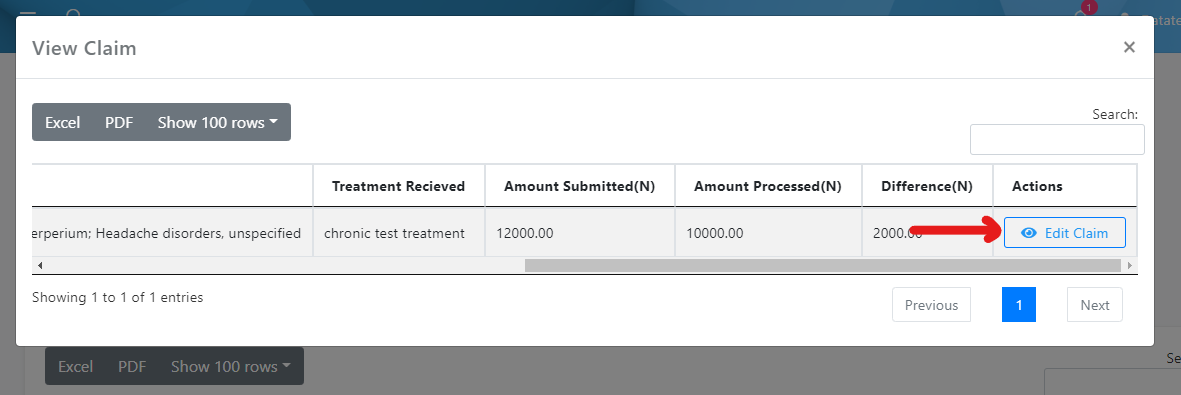 1
View Claim
×
Excel PDF Show 100 rows
Search:
Treatment Recieved Amount Submitted(N) Amount Processed(N) Difference(N) Actions
erperium; Headache disorders, unspecified chronic test treatment 12000.00 10000.00 2000.00 Edit Claim
Showing 1 to 1 of 1 entries
Previous 1 Next
Excel PDF Show 100 rows